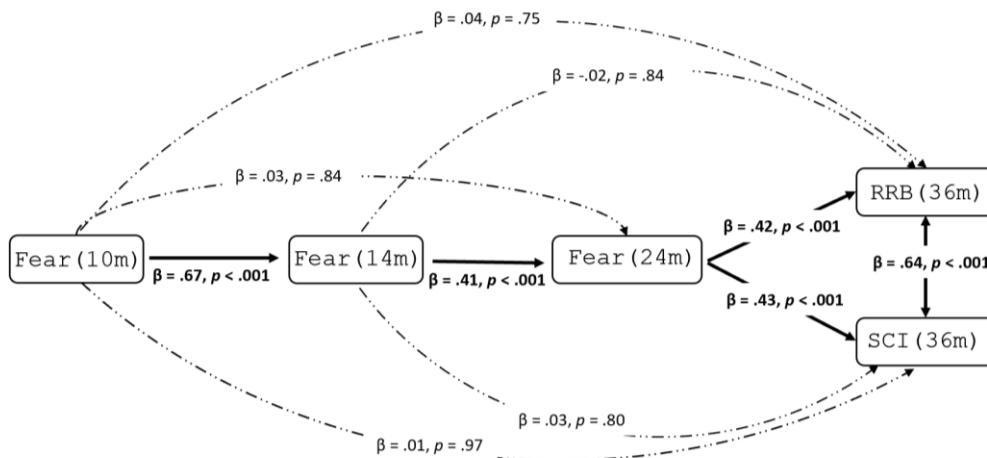 β = .04, p = .75
β = -.02, p = .84
β = .03, p = .84
RRB(36m)
β = .42, p < .001
Fear(10m)
Fear(14m)
Fear(24m)
β = .67, p < .001
β = .41, p < .001
β = .64, p < .001
β = .43, p < .001
SCI(36m)
β = .03, p = .80
β = .01, p = .97